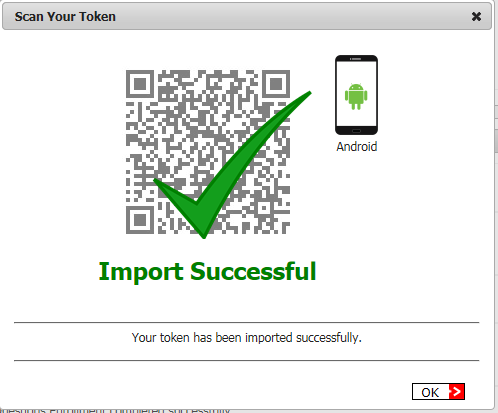 Scan Your Token
Android
Import Successful
Your token has been imported successfully.
OK